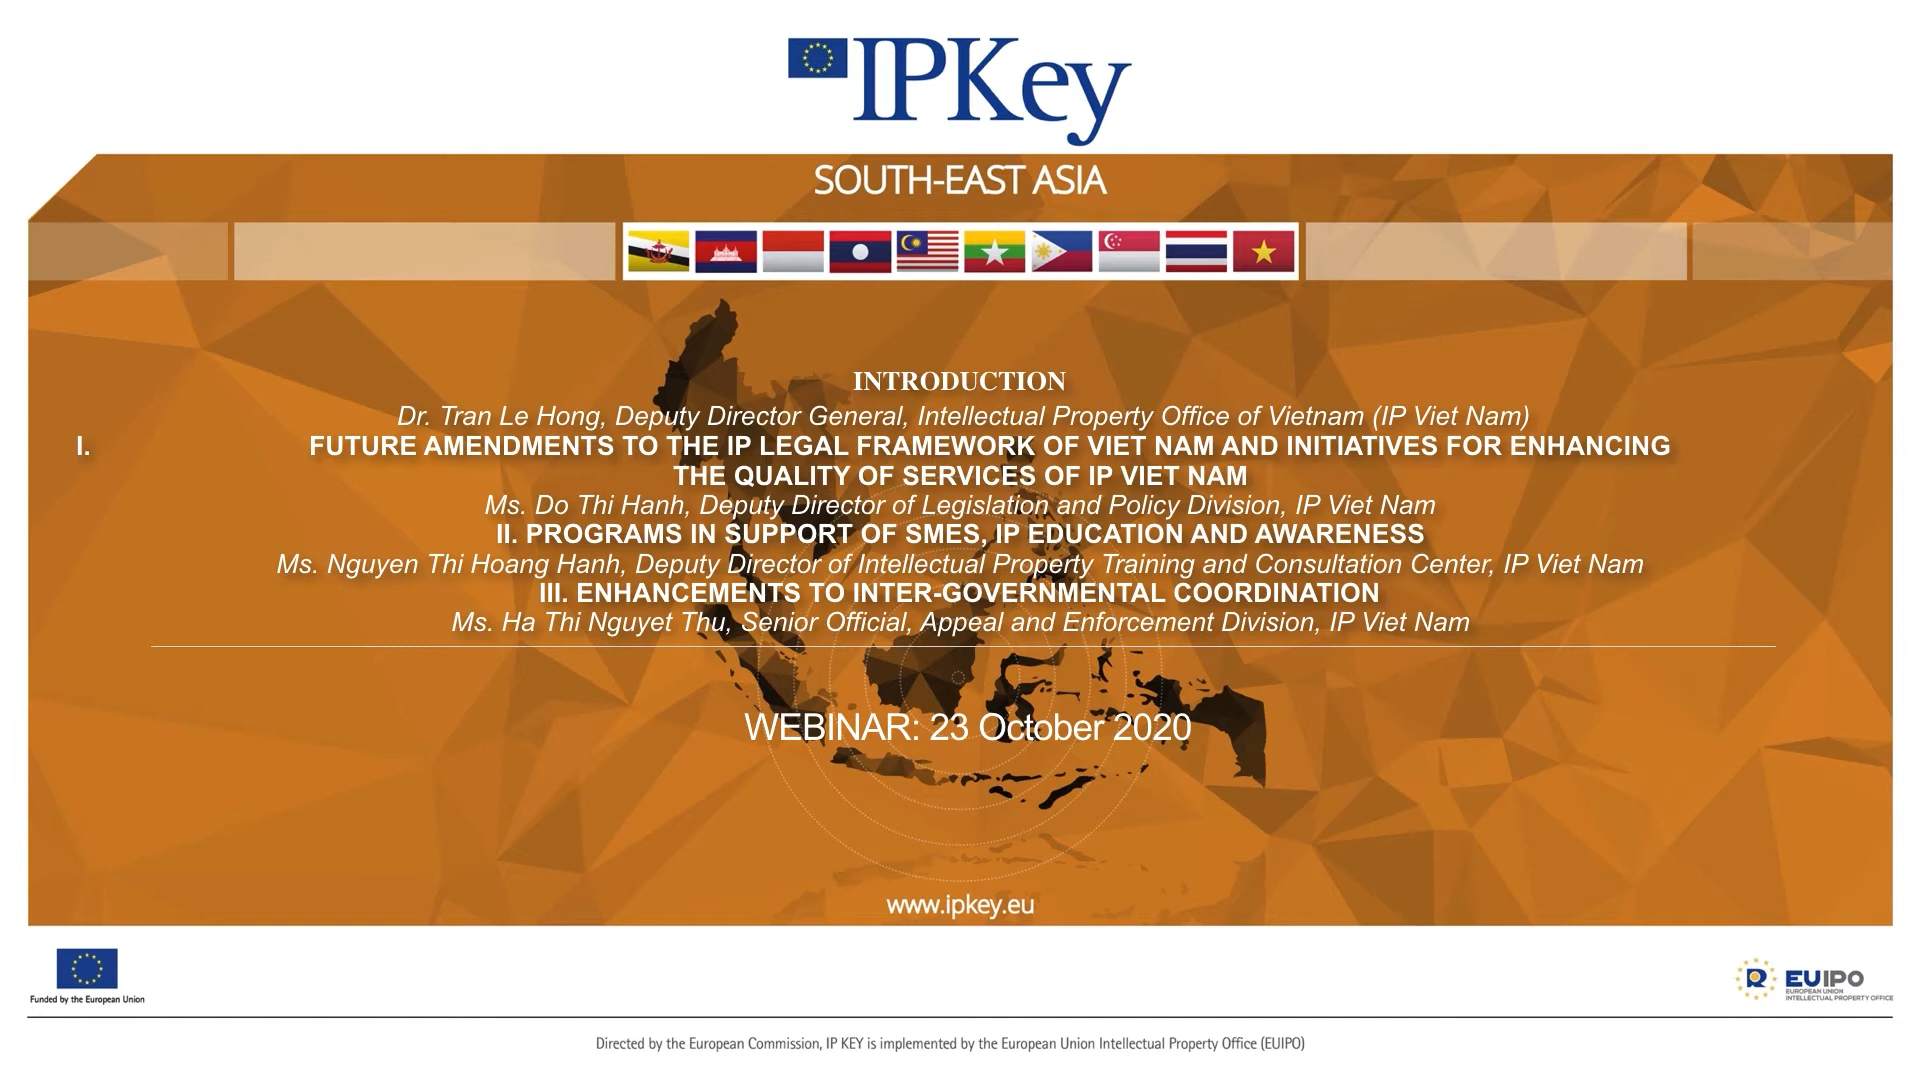 IPKey
SOUTH-EAST ASIA
INTRODUCTION
Dr. Tran Le Hong, Deputy Director General, Intellectual Property Office of Vietnam (IP Viet Nam)
I. FUTURE AMENDMENTS TO THE IP LEGAL FRAMEWORK OF VIET NAM AND INITIATIVES FOR ENHANCING
THE QUALITY OF SERVICES OF IP VIET NAM
Ms. Do Thi Hanh, Deputy Director of Legislation and Policy Division, IP Viet Nam
II. PROGRAMS IN SUPPORT OF SMES, IP EDUCATION AND AWARENESS
Ms. Nguyen Thi Hoang Hanh, Deputy Director of Intellectual Property Training and Consultation Center, IP Viet Nam
III. ENHANCEMENTS TO INTER-GOVERNMENTAL COORDINATION
Ms. Ha Thi Nguyet Thu, Senior Official, Appeal and Enforcement Division, IP Viet Nam
WEBINAR: 23 October 2020
www.ipkey.eu
Funded by the European Union
EUIPO
EUROPEAN UNION
INTELLECTUAL PROPERTY OFFICE
Directed by the European Commission, IP KEY is implemented by the European Union Intellectual Property Office (EUIPO)